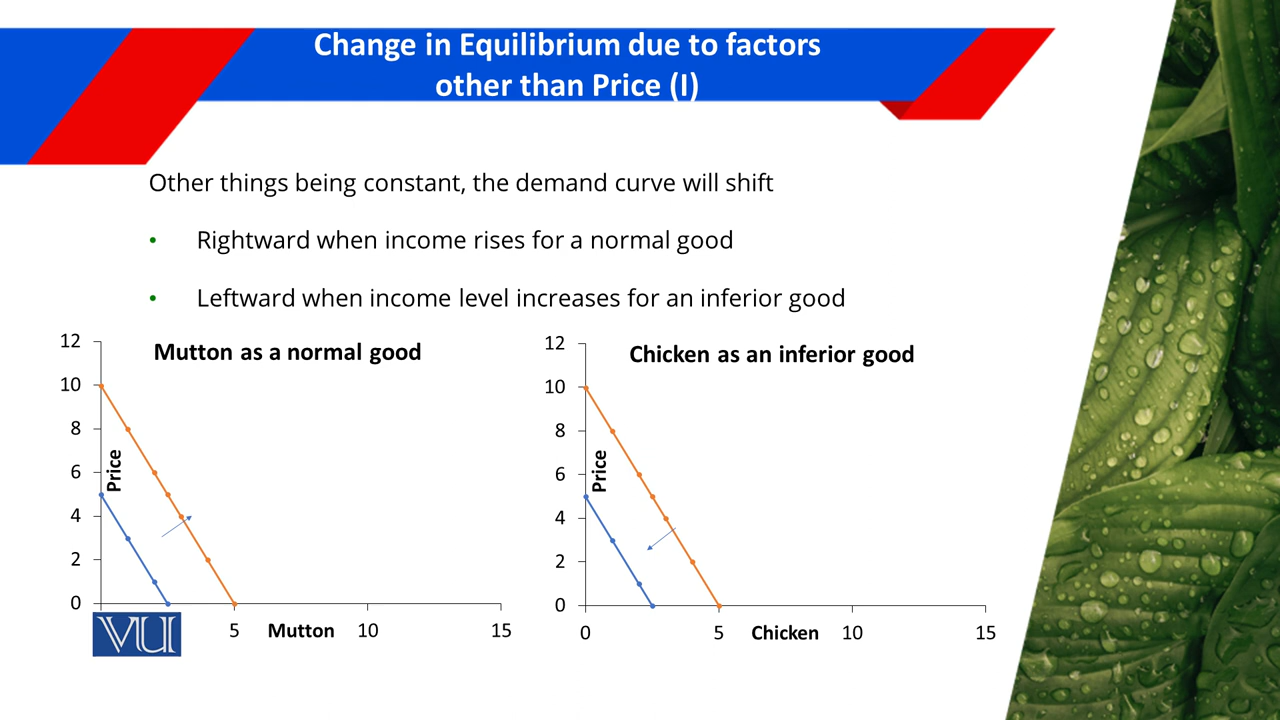 Change in Equilibrium due to factors
other than Price (I)
Other things being constant, the demand curve will shift
• Rightward when income rises for a normal good
• Leftward when income level increases for an inferior good
Mutton as a normal good
12
10
8
6
4
2
0
Price
5 Mutton 10 15
VU
Chicken as an inferior good
12
10
8
6
4
2
0
Price
0 5 Chicken 10 15